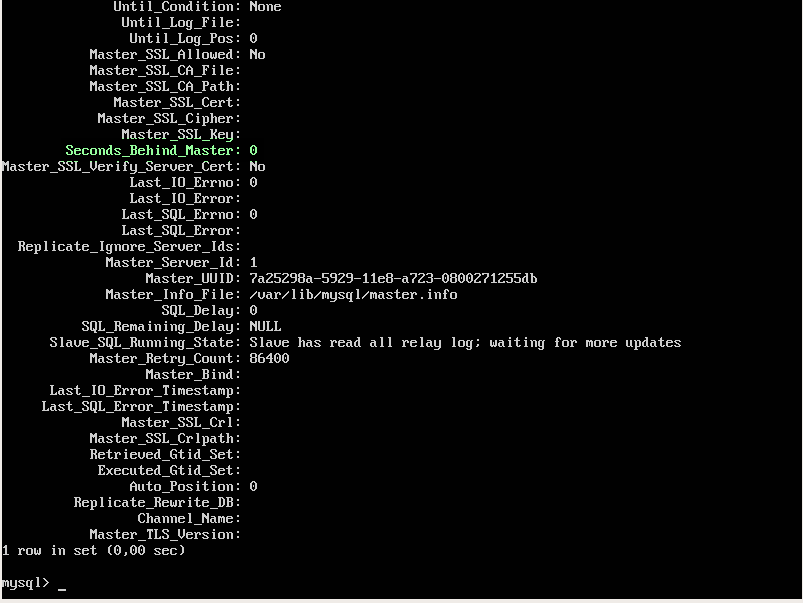 Until_Condition: None
Until_Log_File:
Until_Log_Pos: 0
Master_SSL_Allowed: No
Master_SSL_CA_File:
Master_SSL_CA_Path:
Master_SSL_Cert:
Master_SSL_Cipher:
Master_SSL_Key:
Seconds_Behind_Master: 0
Master_SSL_Verify_Server_Cert: No
Last_IO_Errno: 0
Last_IO_Error:
Last_SQL_Errno: 0
Last_SQL_Error:
Replicate_Ignore_Server_Ids:
Master_Server_Id: 1
Master_UUID: 7a25298a-5929-11e8-a723-0800271255db
Master_Info_File: /var/lib/mysql/master.info
SQL_Delay: 0
SQL_Remaining_Delay: NULL
Slave_SQL_Running_State: Slave has read all relay log; waiting for more updates
Master_Retry_Count: 86400
Master_Bind:
Last_IO_Error_Timestamp:
Last_SQL_Error_Timestamp:
Master_SSL_Crl:
Master_SSL_Crlpath:
Retrieved_Gtid_Set:
Executed_Gtid_Set:
Auto_Position: 0
Replicate_Rewrite_DB:
Channel_Name:
Master_TLS_Version:
1 row in set (0,00 sec)
mysql> _